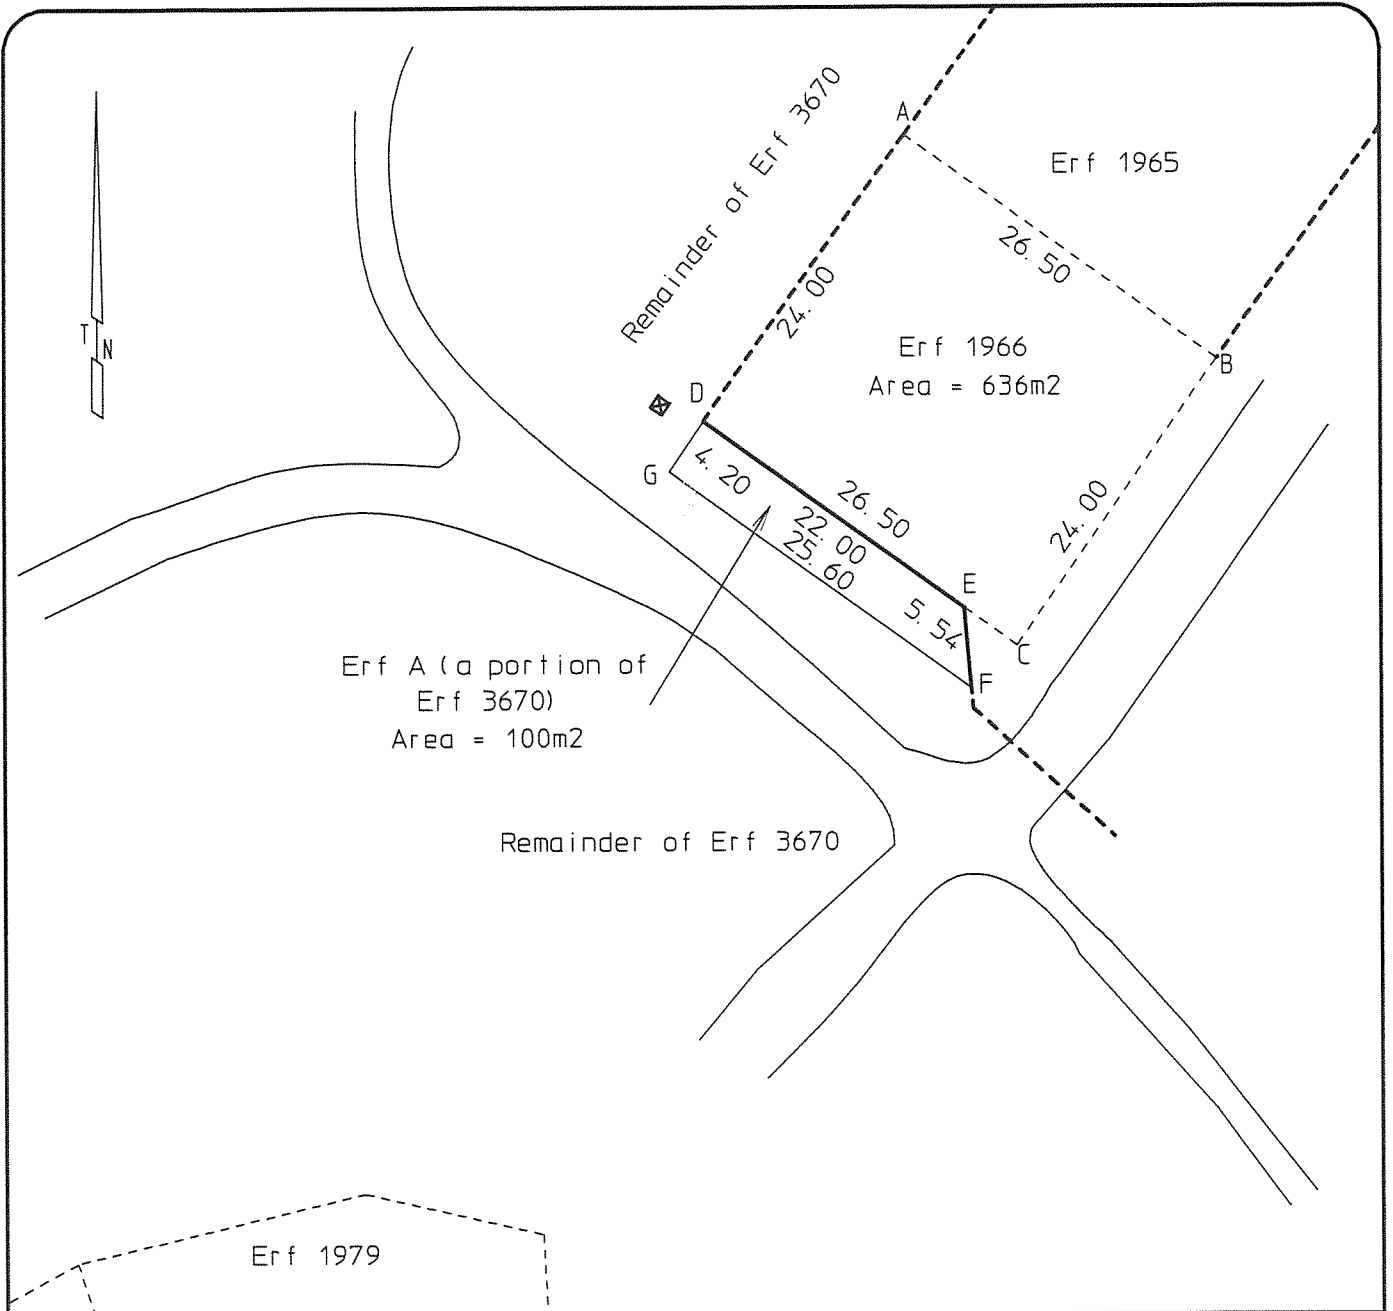 A
Remainder of Erf 3670
Erf 1965
26.50
24.00
T N
Erf 1966
Area = 636m2
B
D
G
4.20
26.50
22.00
25.60
24.00
E
5.54
C
F
Erf A (a portion of
Erf 3670)
Area = 100m2
Remainder of Erf 3670
Erf 1979